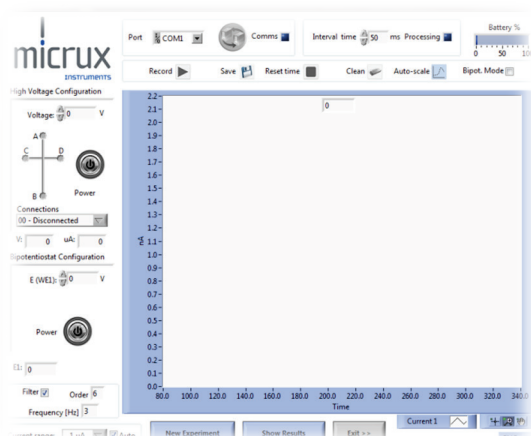 micrux
INSTRUMENTS
Port COM1 Comms Interval time 50 ms Processing Battery %
0 50
Record Save Reset time Clean Auto-scale Bipot. Mode
High Voltage Configuration
Voltage: 0 V
A
C D
B
Power
Connections
00 - Disconnected
V: 0 uA: 0
Bipotentiostat Configuration
E (WE1): 0 V
Power
E1: 0
Filter Order 6
Frequency [Hz] 3
0
2.2
2.1
2.0
1.9
1.8
1.7
1.6
1.5
1.4
1.3
1.2
1.1
1.0
0.9
0.8
0.7
0.6
0.5
0.4
0.3
0.2
0.1
0.0
nA
80.0 100.0 120.0 140.0 160.0 180.0 200.0 220.0 240.0 260.0 280.0 300.0 320.0 340.0
Time
Current 1
New Experiment Show Results Exit >>
Auto